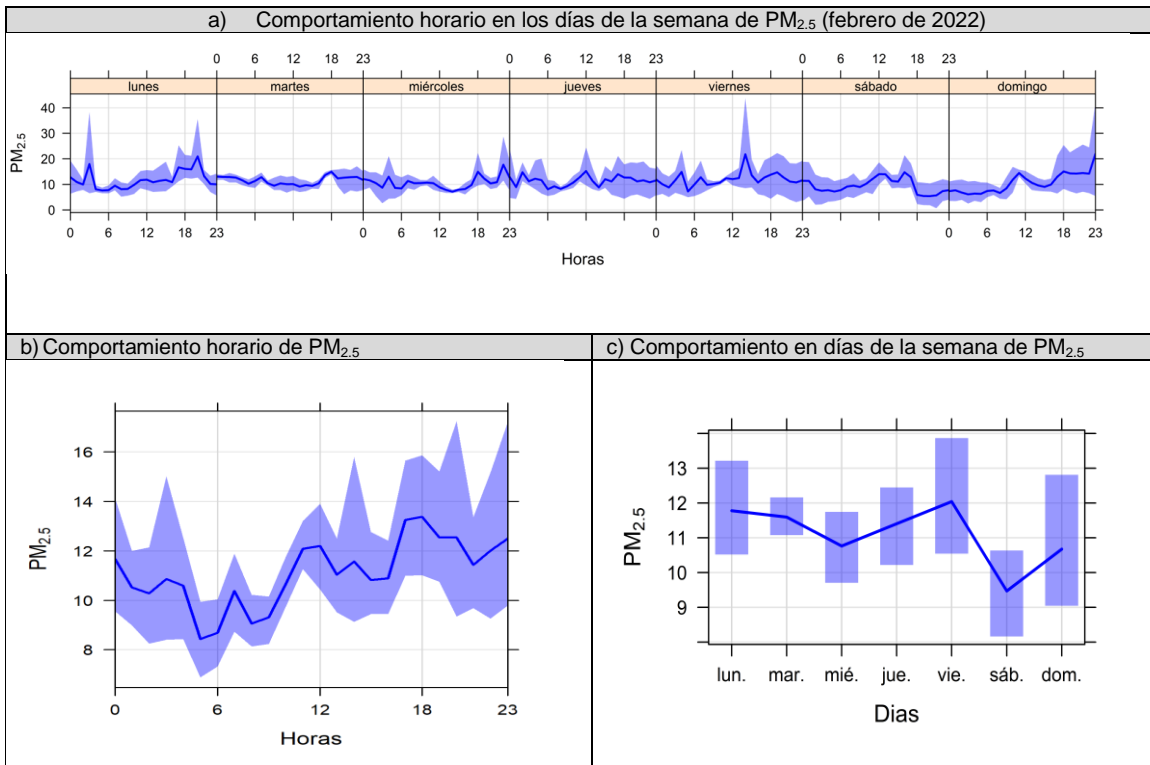 a) Comportamiento horario en los días de la semana de PM2.5 (febrero de 2022)
0 6 12 18 23 0 6 12 18 23 0 6 12 18 23
lunes martes miércoles jueves viernes sábado domingo
PM2.5
40
30
20
10
0
0 6 12 18 23 0 6 12 18 23 0 6 12 18 23 0 6 12 18 23
Horas
b) Comportamiento horario de PM2.5
PM2.5
16
14
12
10
8
0 6 12 18 23
Horas
c) Comportamiento en días de la semana de PM2.5
PM2.5
13
12
11
10
9
lun. mar. mié. jue. vie. sáb. dom.
Dias